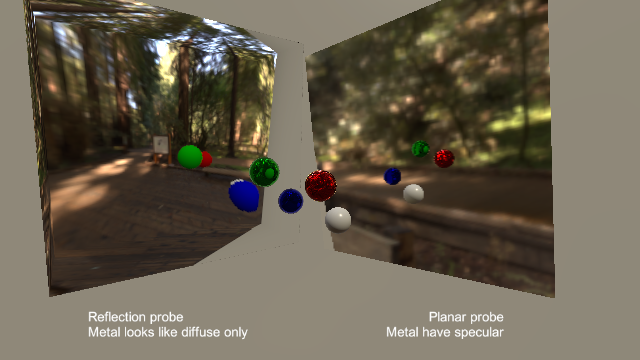 Reflection probe
Metal looks like diffuse only
Planar probe
Metal have specular